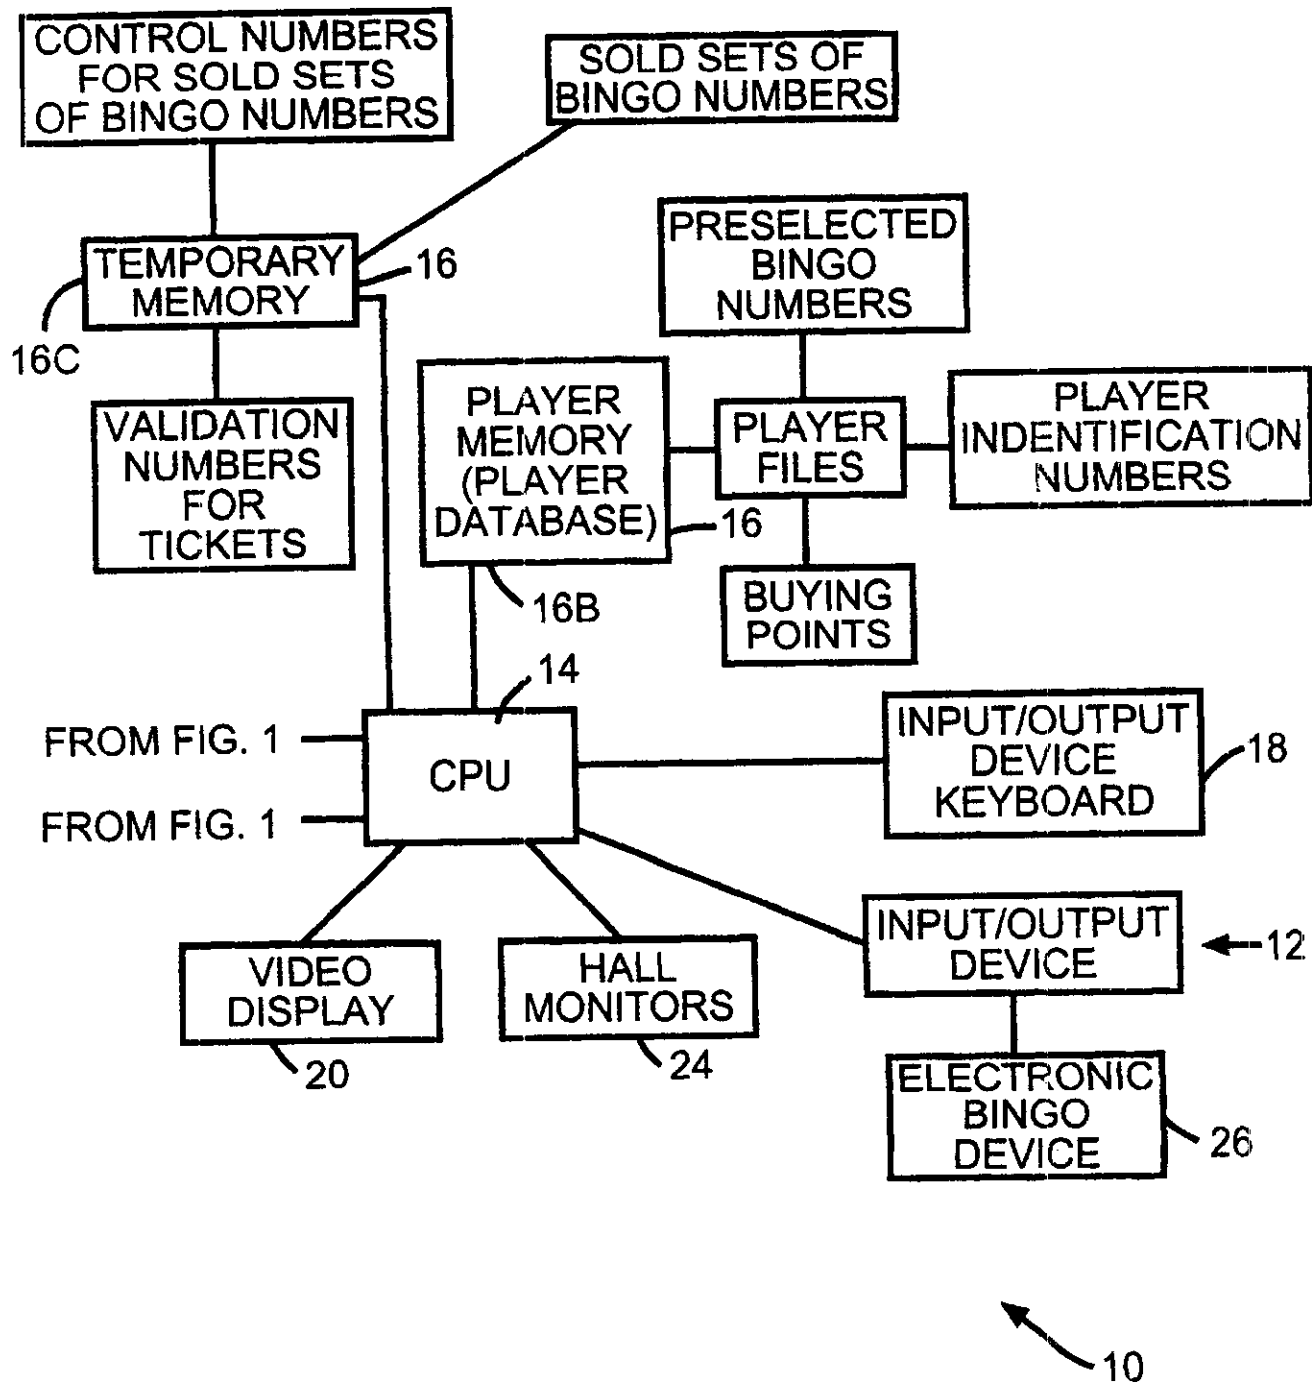 CONTROL NUMBERS
FOR SOLD SETS
OF BINGO NUMBERS
SOLD SETS OF
BINGO NUMBERS
PRESELECTED
BINGO
NUMBERS
TEMPORARY
MEMORY
16
16C
PLAYER
MEMORY
(PLAYER
DATABASE)
16
16B
PLAYER
FILES
PLAYER
INDENTIFICATION
NUMBERS
VALIDATION
NUMBERS
FOR
TICKETS
BUYING
POINTS
14
FROM FIG. 1
CPU
FROM FIG. 1
INPUT/OUTPUT
DEVICE
KEYBOARD
18
INPUT/OUTPUT
DEVICE
12
VIDEO
DISPLAY
20
HALL
MONITORS
24
ELECTRONIC
BINGO
DEVICE
26
10